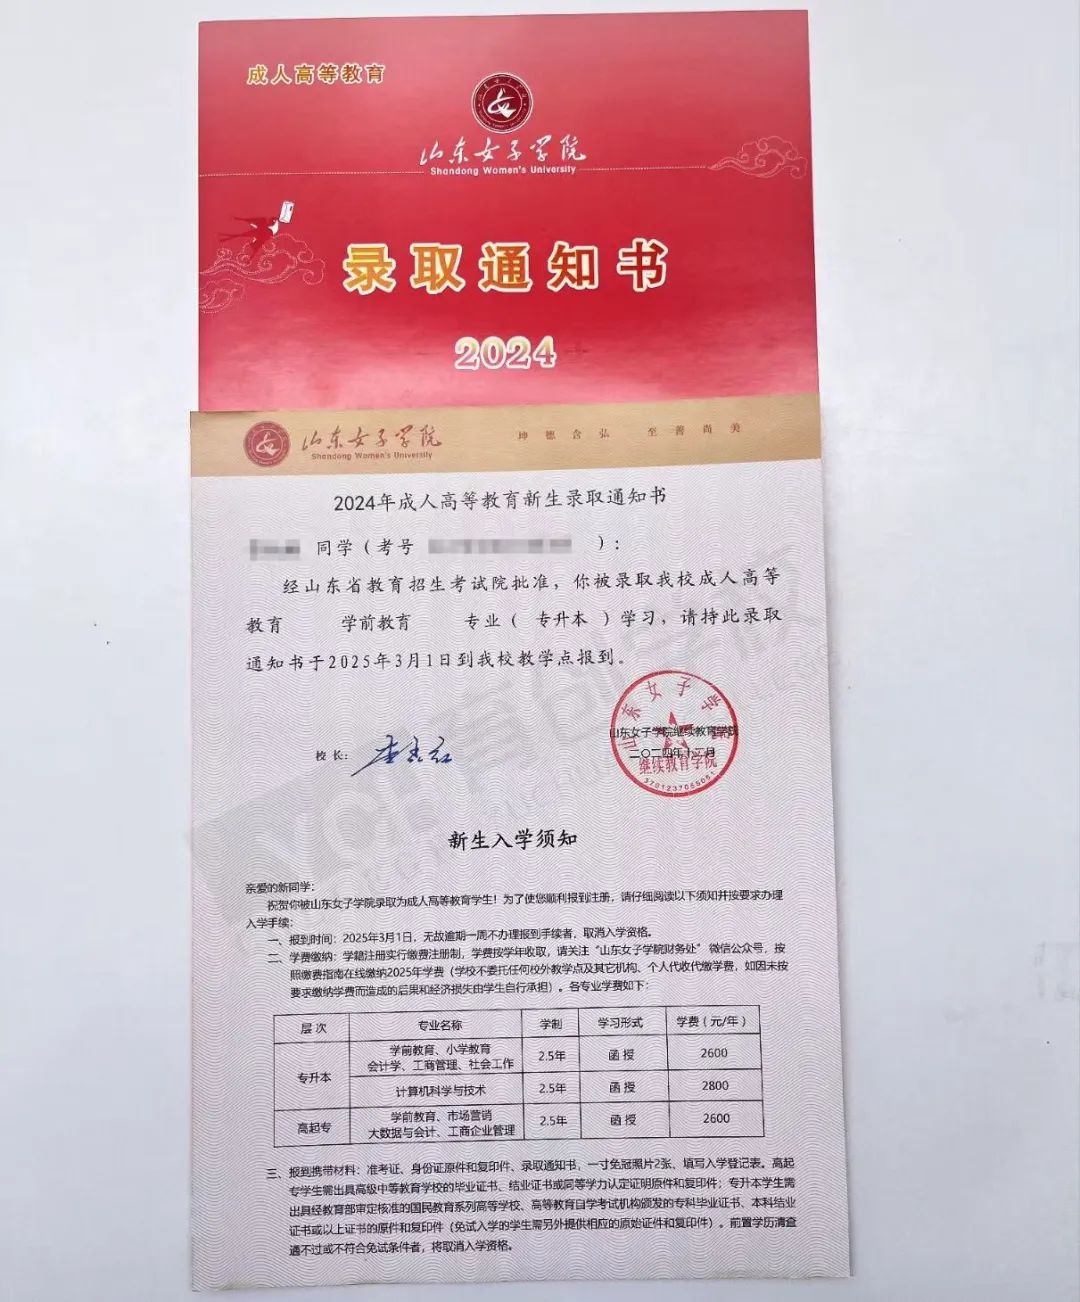 成人高等教育
山东女子学院
Shandong Women's University
录取通知书
2024
山东女子学院
Shandong Women's University
坤德含弘 至善尚美
2024年成人高等教育新生录取通知书
同学（考号 ）：
经山东省教育招生考试院批准，你被录取我校成人高等
教育 学前教育 专业（ 专升本 ）学习，请持此录取
通知书于2025年3月1日到我校教学点报到。
校长：
山东女子学院
山东女子学院继续教育学院
二〇二四年十二月
继续教育学院
3701237055051
新生入学须知
亲爱的新同学：
祝贺你被山东女子学院录取为成人高等教育学生！为了使您顺利报到注册，请仔细阅读以下须知并按要求办理
入学手续：
一、报到时间：2025年3月1日，无故逾期一周不办理报到手续者，取消入学资格。
二、学费缴纳：学籍注册实行缴费注册制，学费按学年收取，请关注“山东女子学院财务处”微信公众号，按
照缴费指南在线缴纳2025年学费（学校不委托任何校外教学点及其它机构、个人代收代缴学费，如因未按
要求缴纳学费而造成的后果和经济损失由学生自行承担）。各专业学费如下：
层次 专业名称 学制 学习形式 学费（元/年）
专升本 学前教育、小学教育
会计学、工商管理、社会工作 2.5年 函授 2600
计算机科学与技术 2.5年 函授 2800
高起专 学前教育、市场营销
大数据与会计、工商企业管理 2.5年 函授 2600
三、报到携带材料：准考证、身份证原件和复印件、录取通知书，一寸免冠照片2张、填写入学登记表。高起
专学生需出具高级中等教育学校的毕业证书、结业证书或同等学力认定证明原件和复印件；专升本学生需
出具经教育部审定核准的国民教育系列高等学校、高等教育自学考试机构颁发的专科毕业证书、本科结业
证书或以上证书的原件和复印件（免试入学的学生需另外提供相应的原始证件和复印件）。前置学历清查
通不过或不符合免试条件者，将取消入学资格。